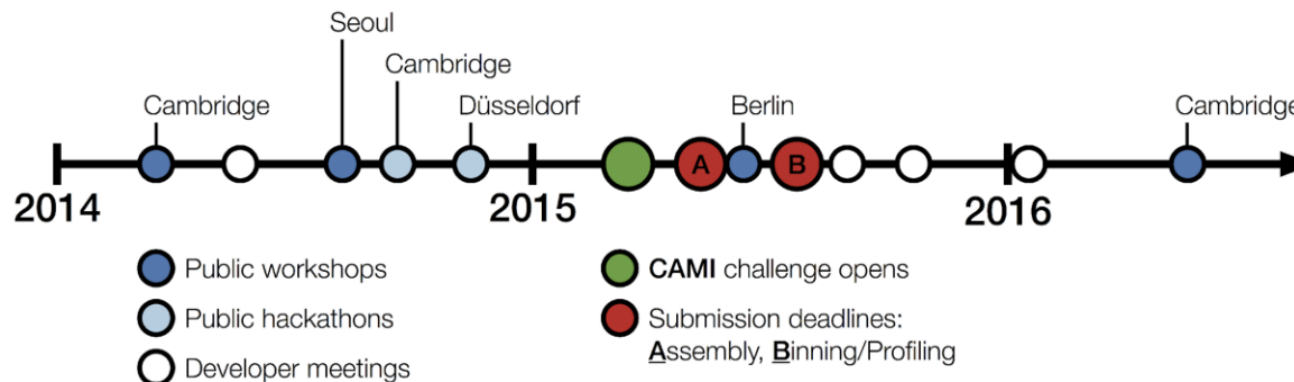 Seoul
Cambridge
Cambridge
Düsseldorf
Berlin
Cambridge
A
B
2014
2015
2016
Public workshops
CAMI challenge opens
Public hackathons
Submission deadlines:
Developer meetings
Assembly, Binning/Profiling